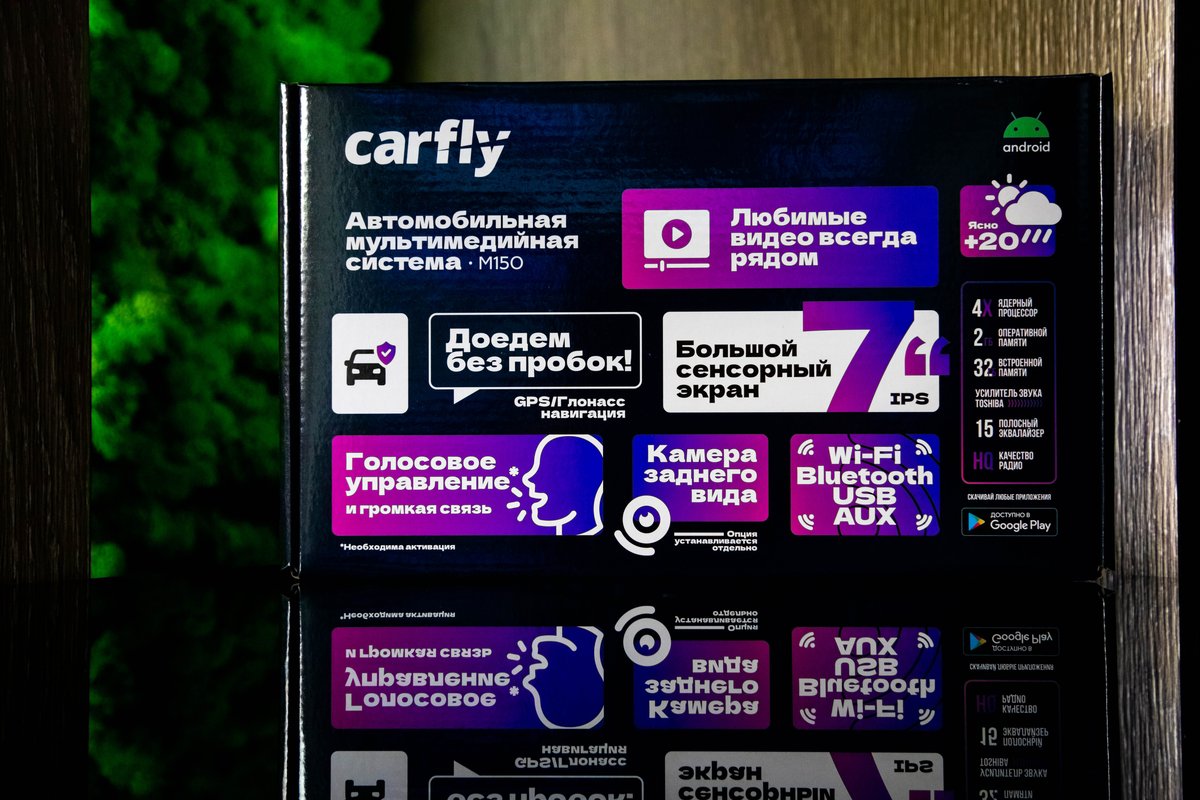 carfly
android
Автомобильная
мультимедийная
система · M150
Любимые
видео всегда
рядом
Ясно
+20
Доедем
без пробок!
GPS/Глонасс
навигация
Большой
сенсорный
экран
7“
IPS
4X ЯДЕРНЫЙ
ПРОЦЕССОР
2 ГБ ОПЕРАТИВНОЙ
ПАМЯТИ
32 ВСТРОЕННОЙ
ПАМЯТИ
УСИЛИТЕЛЬ ЗВУКА
TOSHIBA
15 ПОЛОСНЫЙ
ЭКВАЛАЙЗЕР
HQ КАЧЕСТВО
РАДИО
Голосовое
управление*
и громкая связь
*Необходима активация
Камера
заднего
вида
Опция
устанавливается
отдельно
Wi-Fi
Bluetooth
USB
AUX
СКАЧИВАЙ ЛЮБЫЕ ПРИЛОЖЕНИЯ
ДОСТУПНО В
Google Play